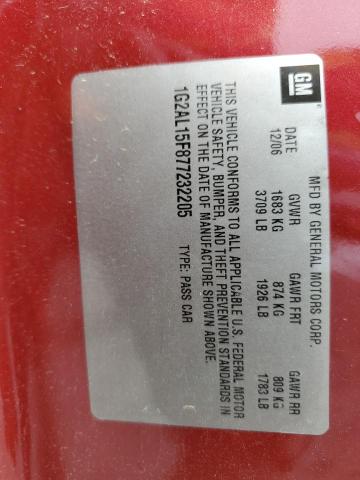 GM
MFD BY GENERAL MOTORS CORP.
DATE GVWR GAWR FRT GAWR RR
12/06 1683 KG 874 KG 809 KG
3709 LB 1926 LB 1783 LB
THIS VEHICLE CONFORMS TO ALL APPLICABLE U.S. FEDERAL MOTOR
VEHICLE SAFETY, BUMPER, AND THEFT PREVENTION STANDARDS IN
EFFECT ON THE DATE OF MANUFACTURE SHOWN ABOVE.
1G2AL15F877232205 TYPE: PASS CAR